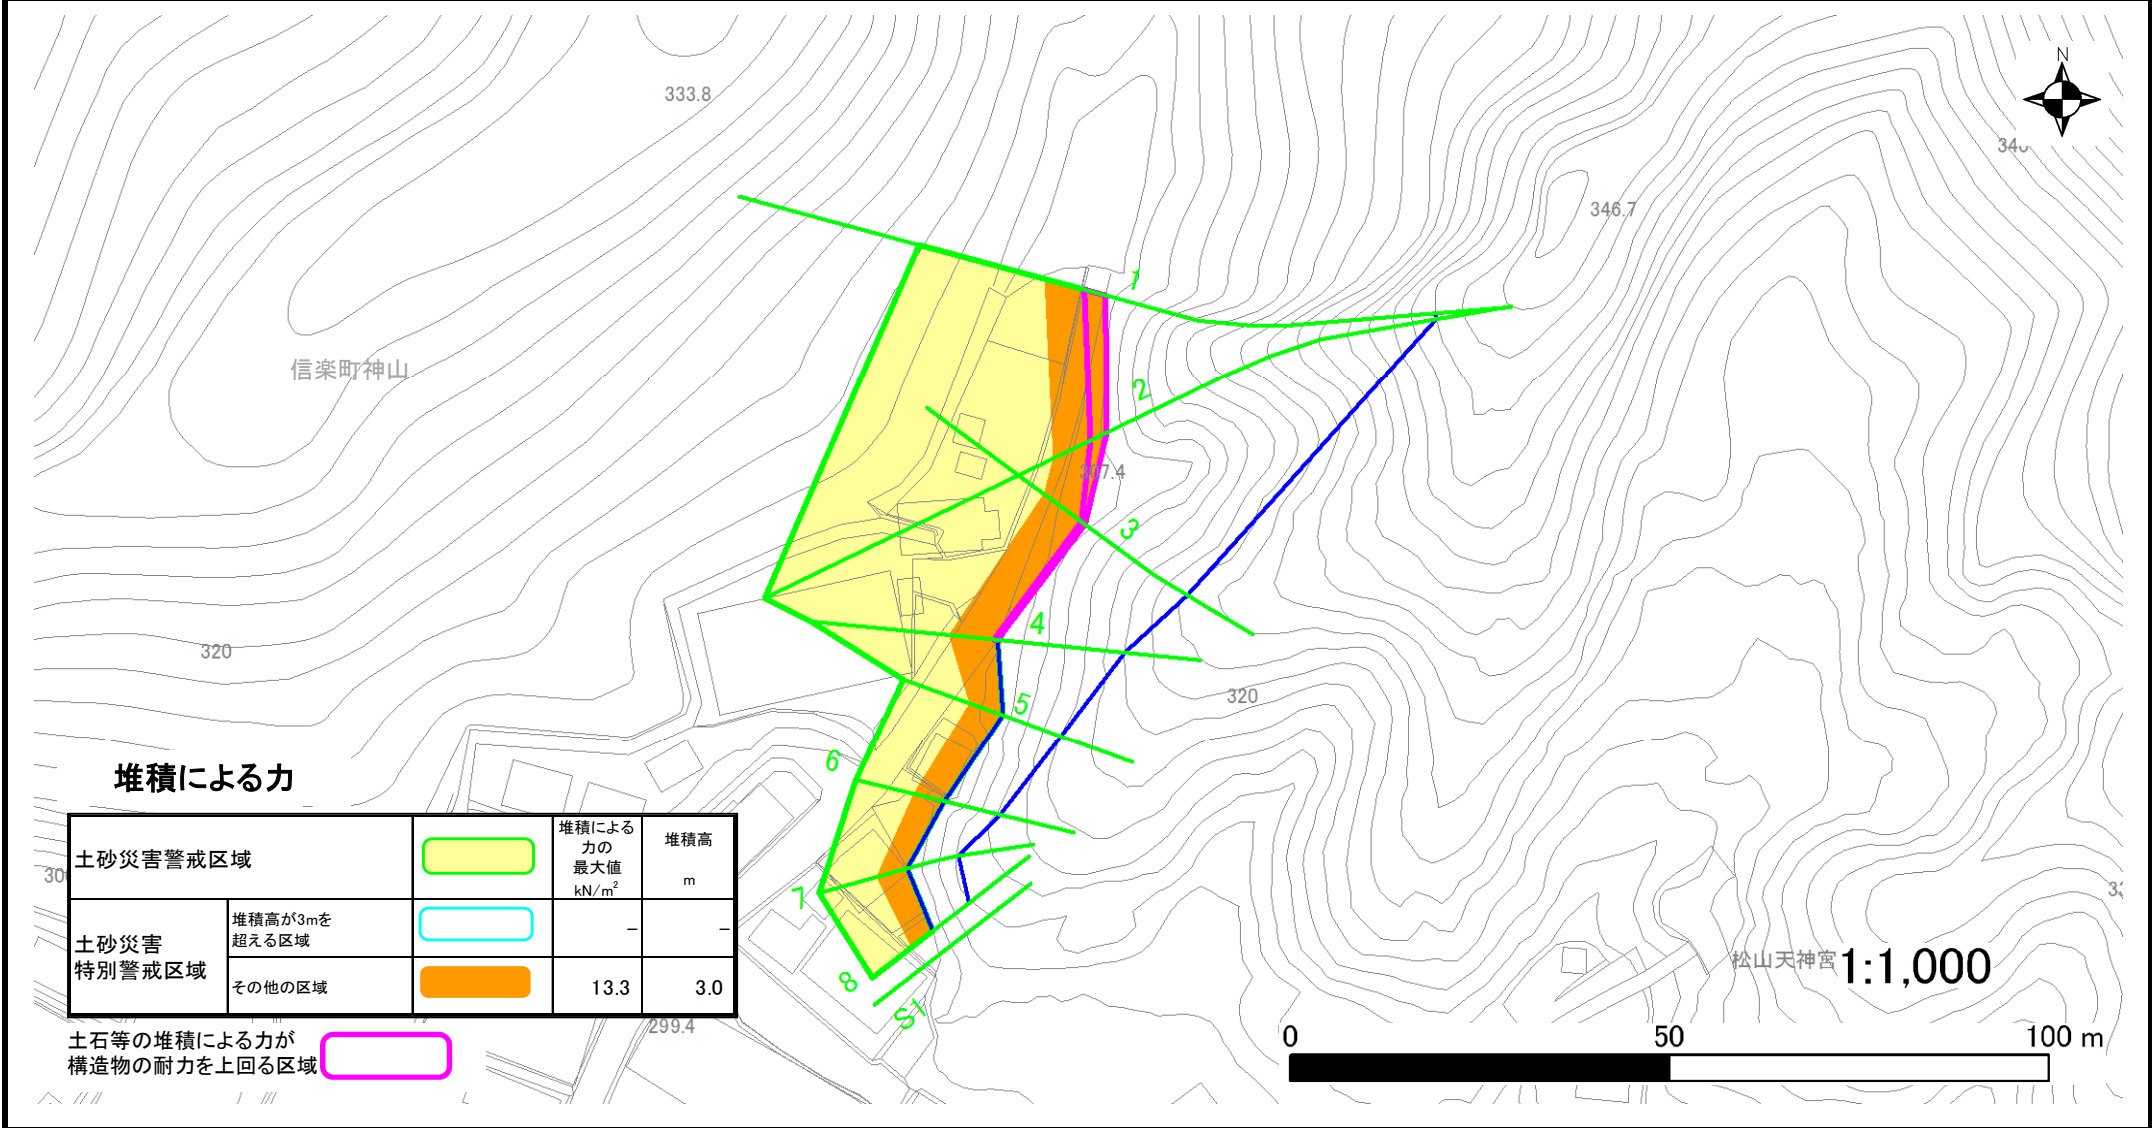 N
333.8
346.7
信楽町神山
1
2
307.4
3
4
5
6
7
8
S1
320
320
299.4
松山天神宮
1:1,000
0 50 100 m
堆積による力
土砂災害警戒区域
堆積による
力の
最大値
kN/m²
堆積高
m
土砂災害
特別警戒区域
堆積高が3mを
超える区域
－ －
その他の区域
13.3 3.0
土石等の堆積による力が
構造物の耐力を上回る区域